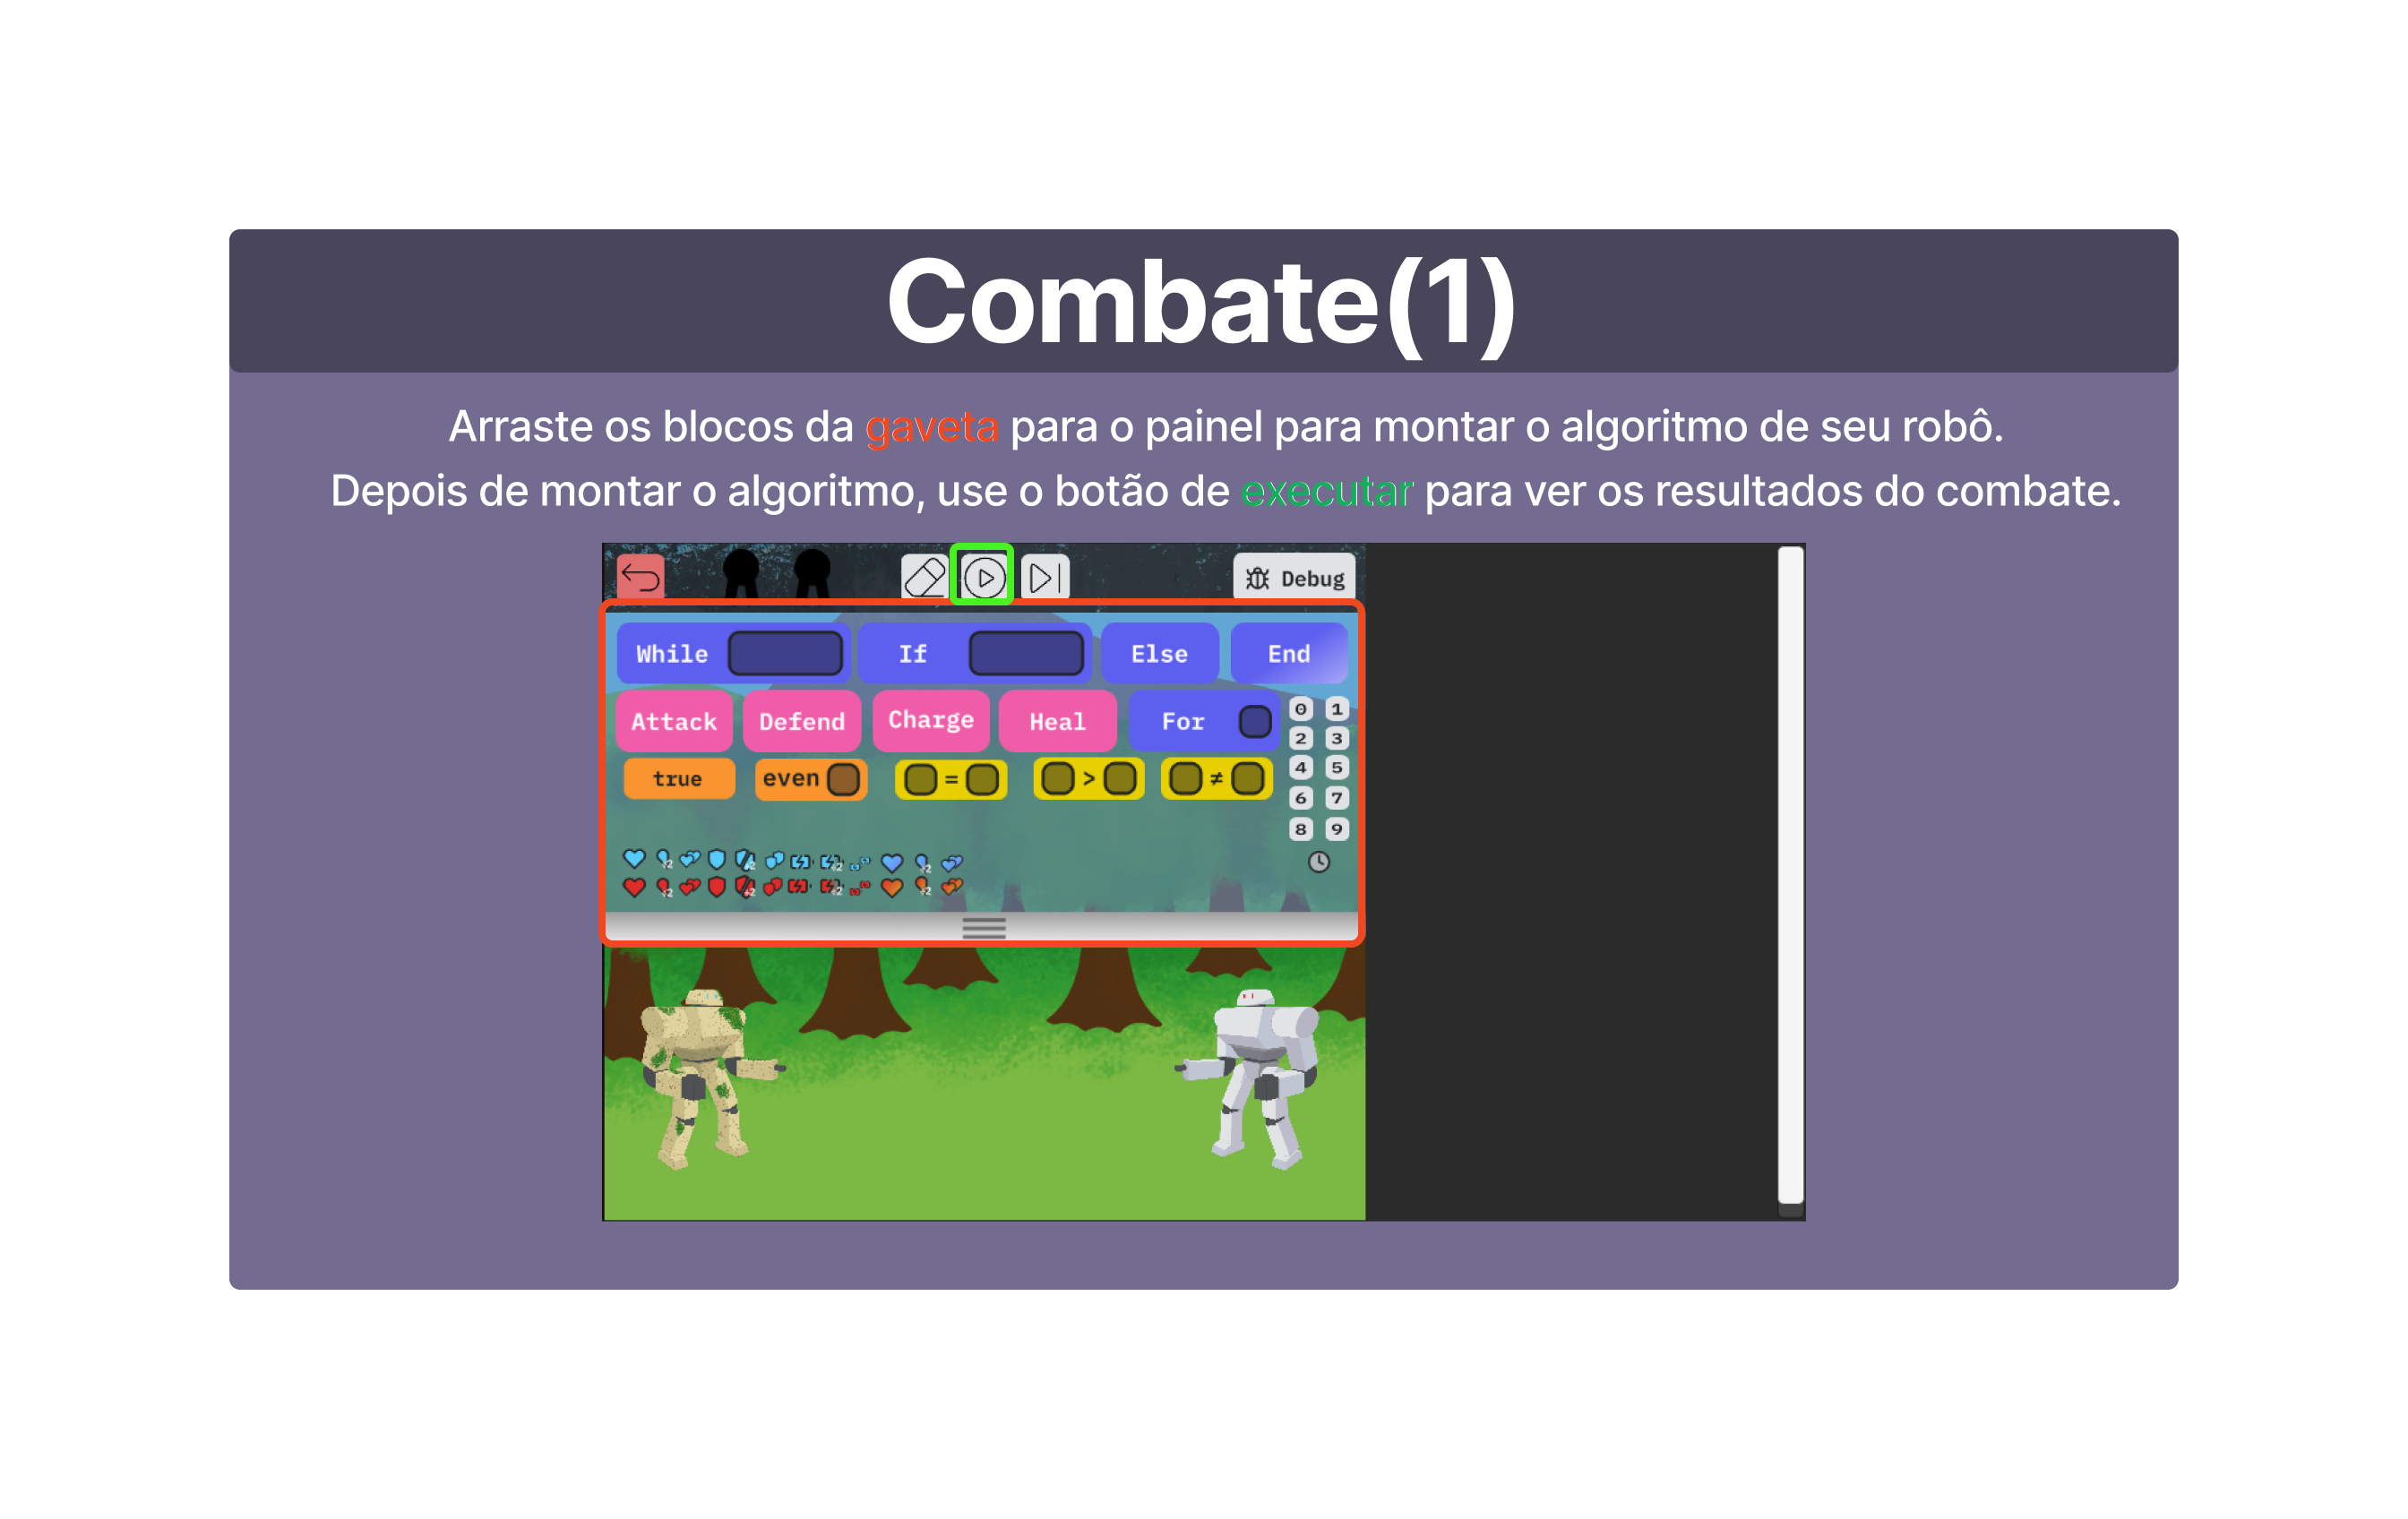 Combate(1)
Arraste os blocos da gaveta para o painel para montar o algoritmo de seu robô.
Depois de montar o algoritmo, use o botão de executar para ver os resultados do combate.
Debug
While If Else End
Attack Defend Charge Heal For
0 1
2 3
true even = > ≠
4 5
6 7
8 9